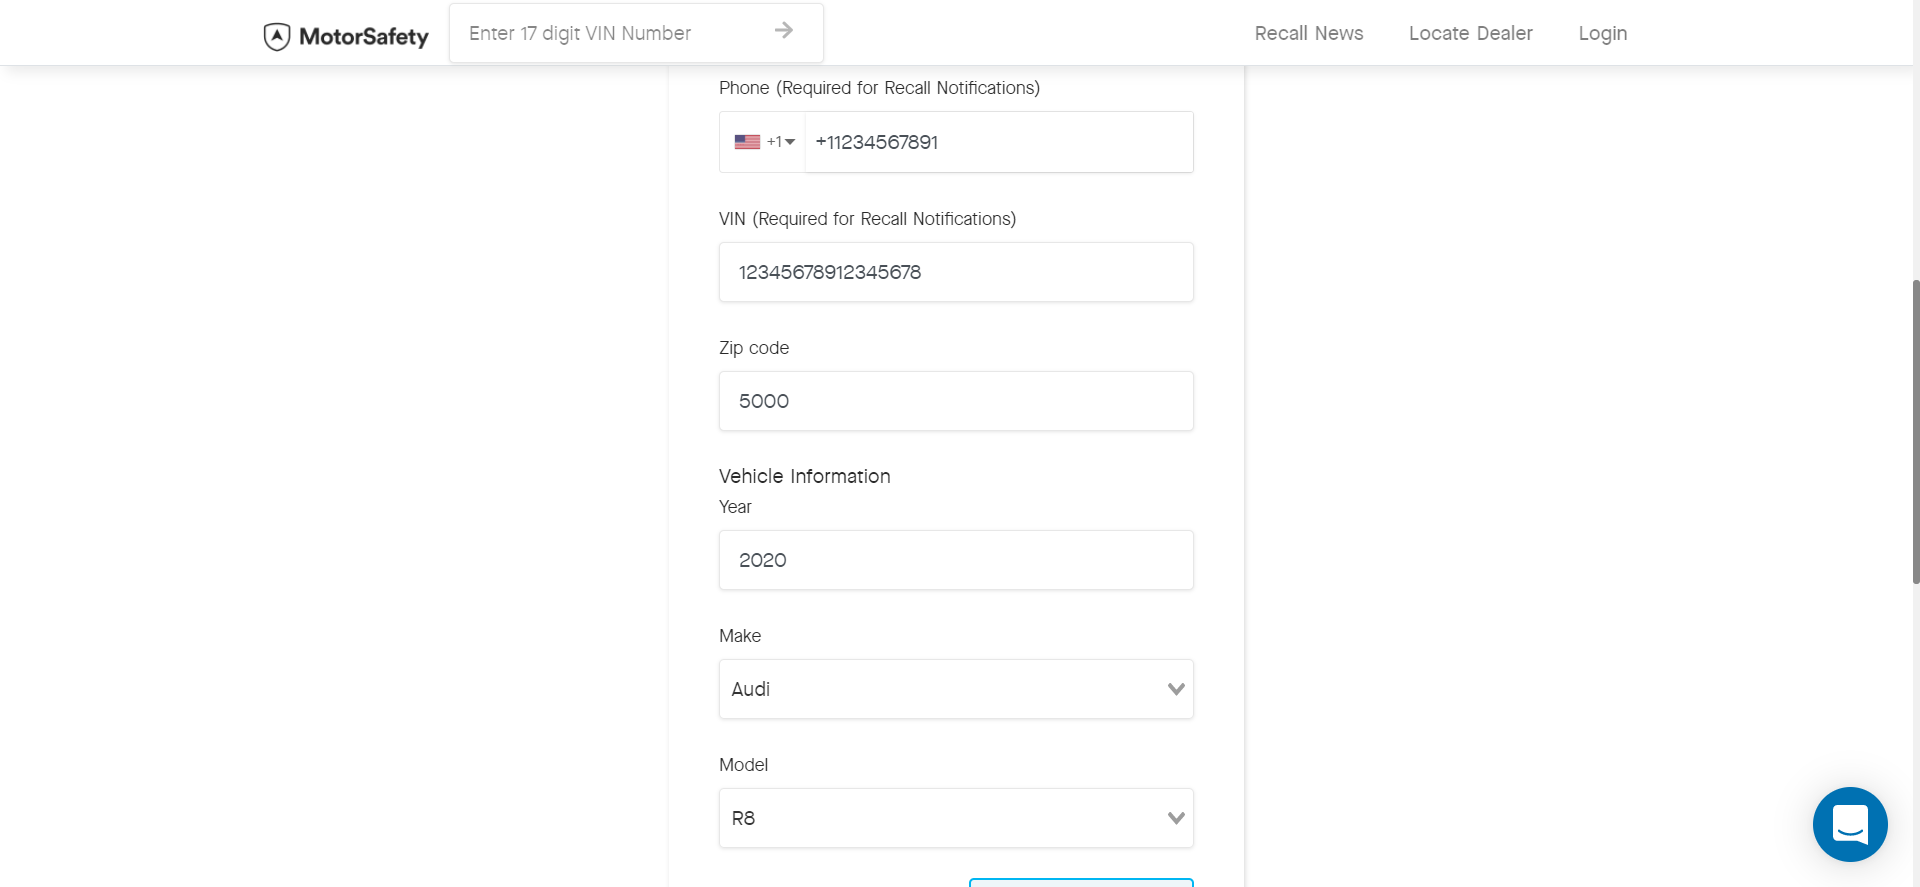 MotorSafety
Enter 17 digit VIN Number
Recall News
Locate Dealer
Login
Phone (Required for Recall Notifications)
+1
+11234567891
VIN (Required for Recall Notifications)
12345678912345678
Zip code
5000
Vehicle Information
Year
2020
Make
Audi
Model
R8